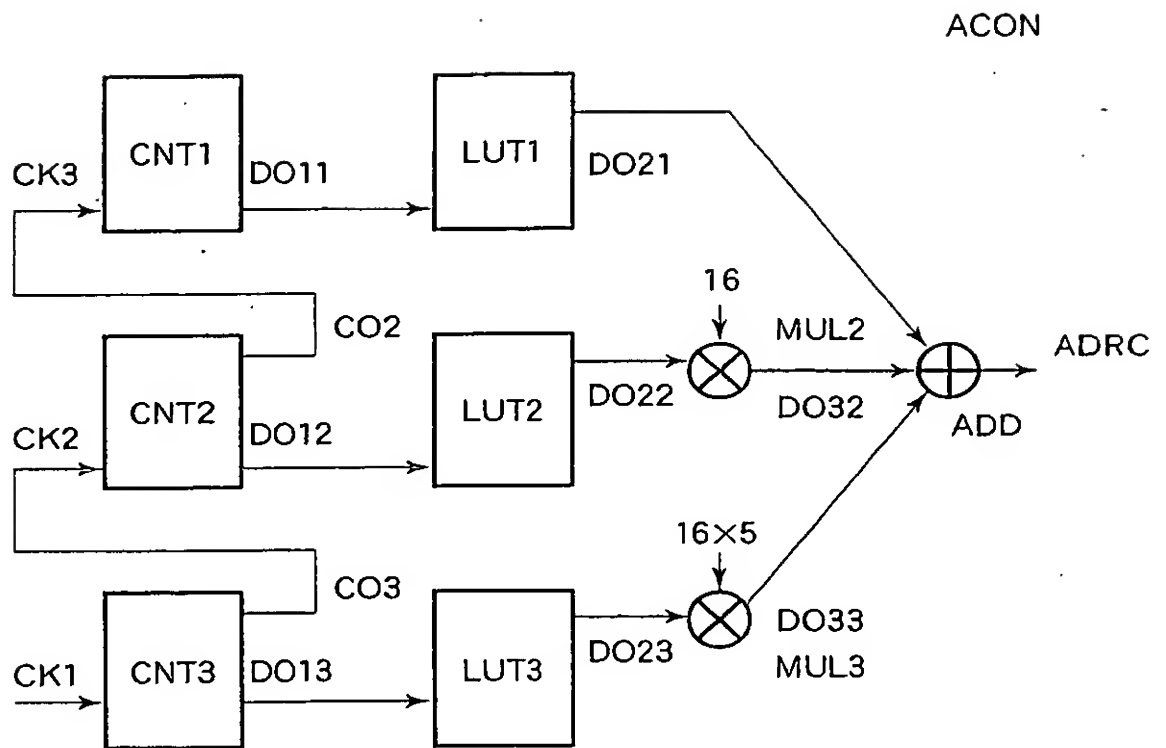 ACON
CNT1
LUT1
CK3
DO11
DO21
16
CO2
MUL2
ADRC
CNT2
LUT2
DO22
DO32
CK2
DO12
ADD
16×5
CO3
CNT3
LUT3
DO23
DO33
CK1
DO13
MUL3